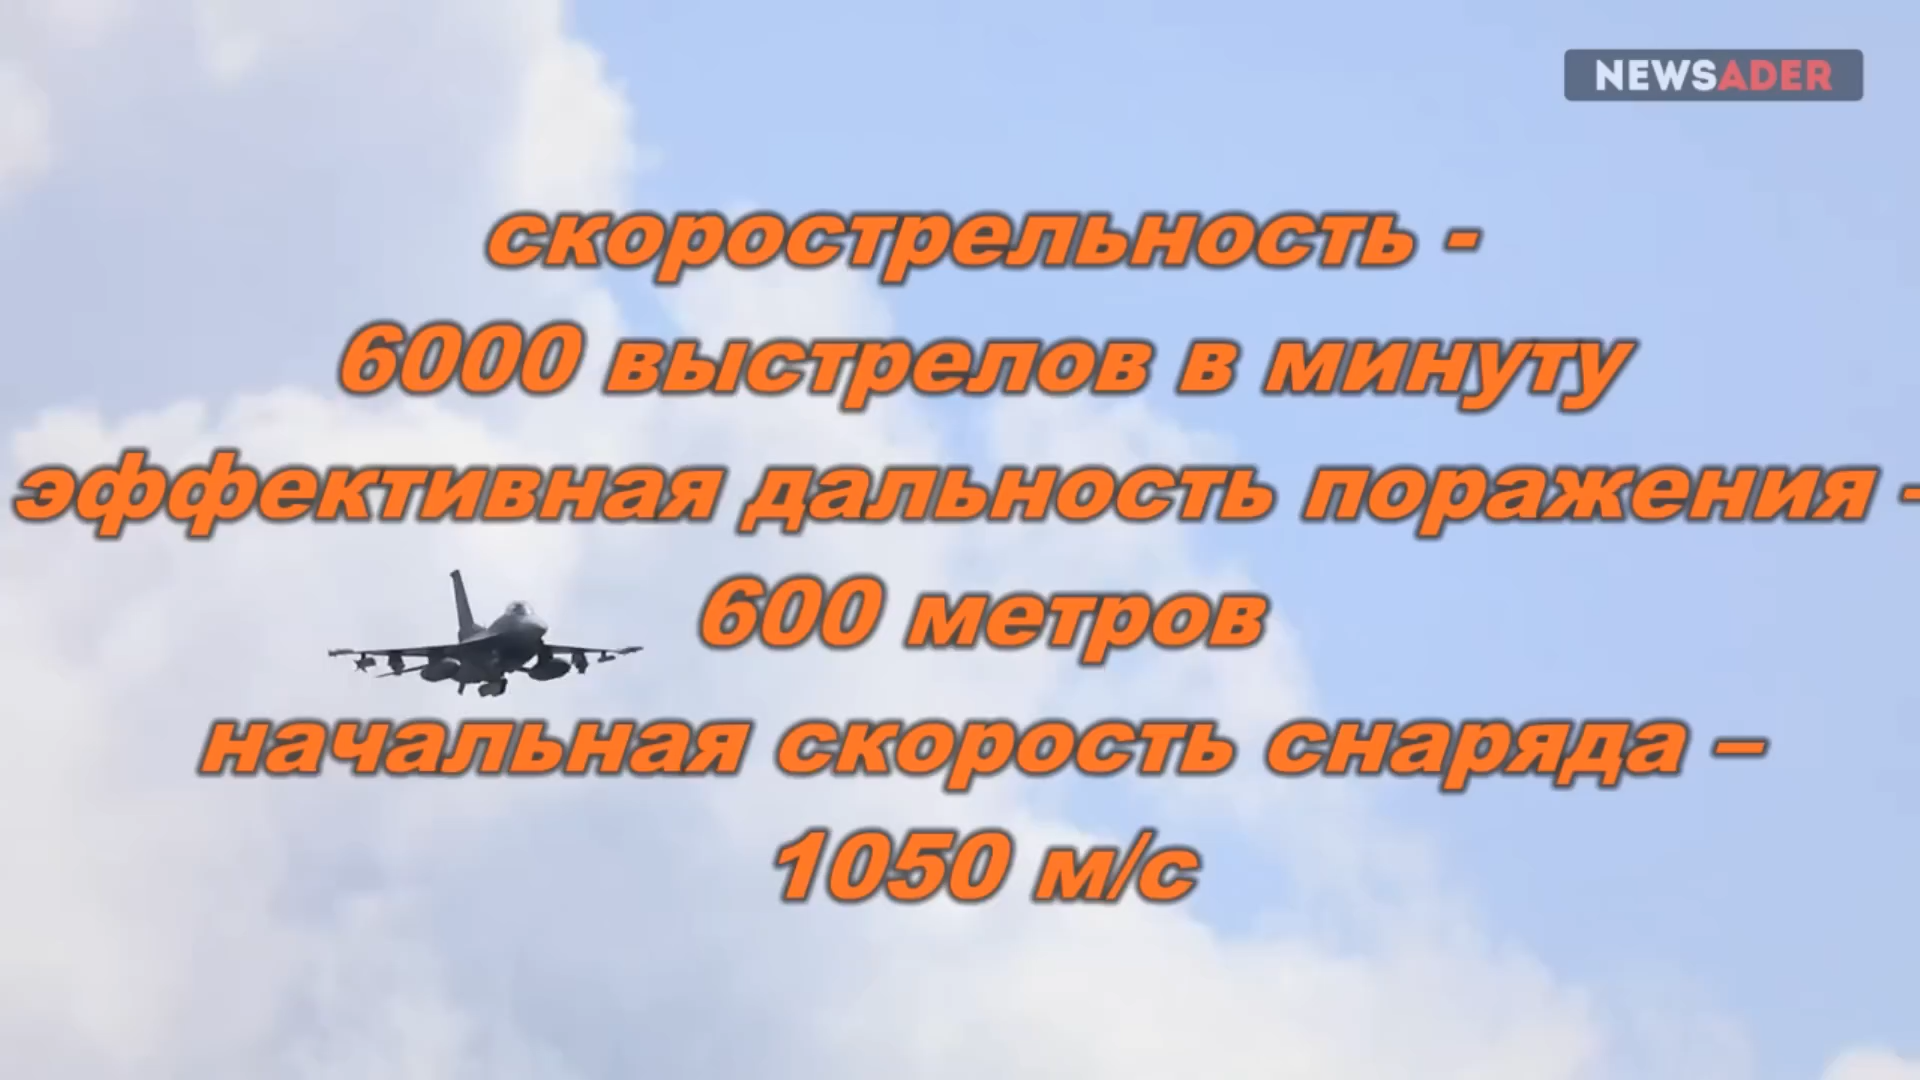 NEWSADER
скорострельность -
6000 выстрелов в минуту
эффективная дальность поражения -
600 метров
начальная скорость снаряда –
1050 м/с